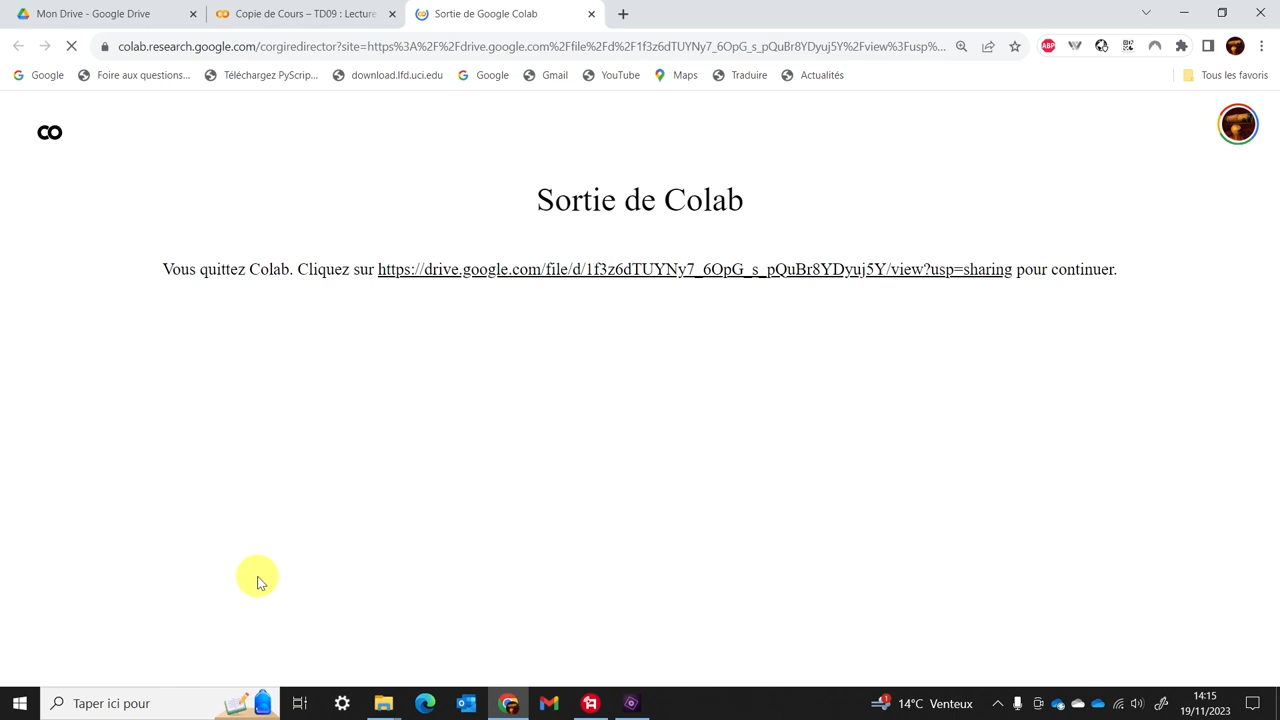 Mon Drive - Google Drive
Copie de Cours – TD09 : Lecture
Sortie de Google Colab
colab.research.google.com/corgiredirector?site=https%3A%2F%2Fdrive.google.com%2Ffile%2Fd%2F1f3z6dTUYNy7_6OpG_s_pQuBr8YDyuj5Y%2Fview%3Fusp%...
ABP
Google
Foire aux questions...
Téléchargez PyScrip...
download.lfd.uci.edu
Google
Gmail
YouTube
Maps
Traduire
Actualités
Tous les favoris
Sortie de Colab
Vous quittez Colab. Cliquez sur https://drive.google.com/file/d/1f3z6dTUYNy7_6OpG_s_pQuBr8YDyuj5Y/view?usp=sharing pour continuer.
Taper ici pour
14°C Venteux
14:15
19/11/2023